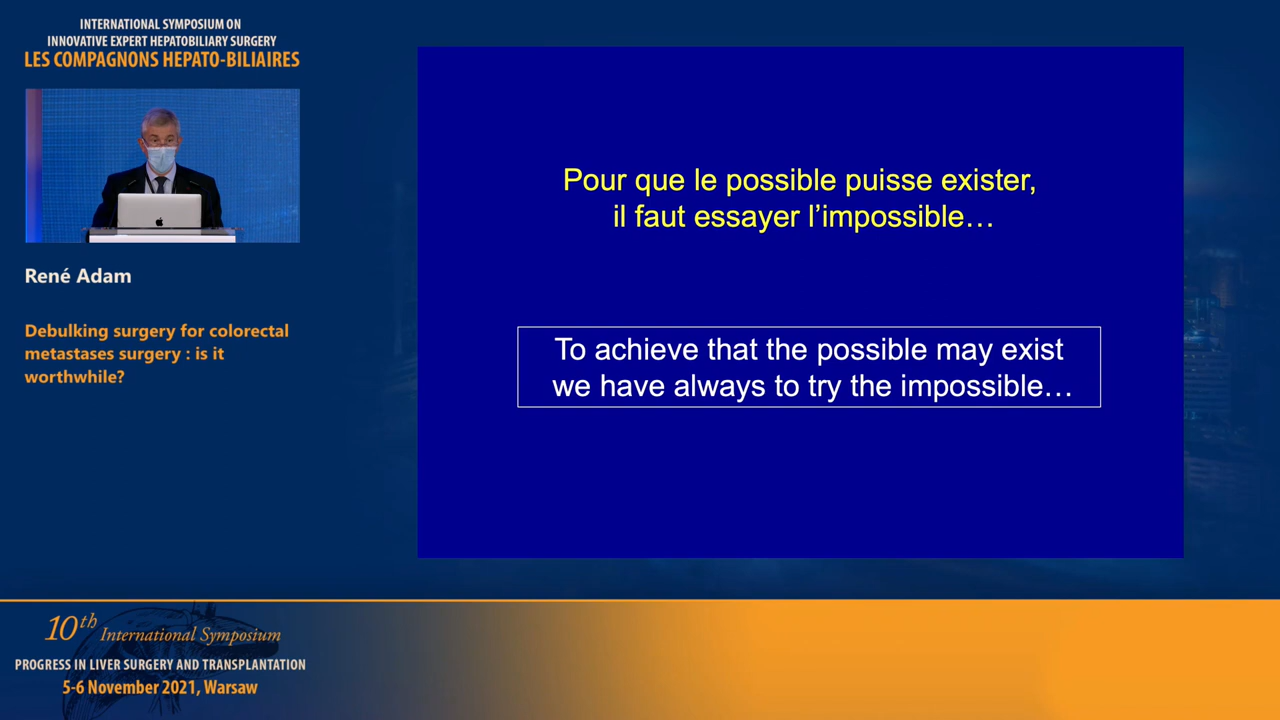 INTERNATIONAL SYMPOSIUM ON
INNOVATIVE EXPERT HEPATOBILIARY SURGERY
LES COMPAGNONS HEPATO-BILIAIRES
René Adam
Debulking surgery for colorectal
metastases surgery : is it
worthwhile?
Pour que le possible puisse exister,
il faut essayer l’impossible…
To achieve that the possible may exist
we have always to try the impossible…
10th International Symposium
PROGRESS IN LIVER SURGERY AND TRANSPLANTATION
5-6 November 2021, Warsaw